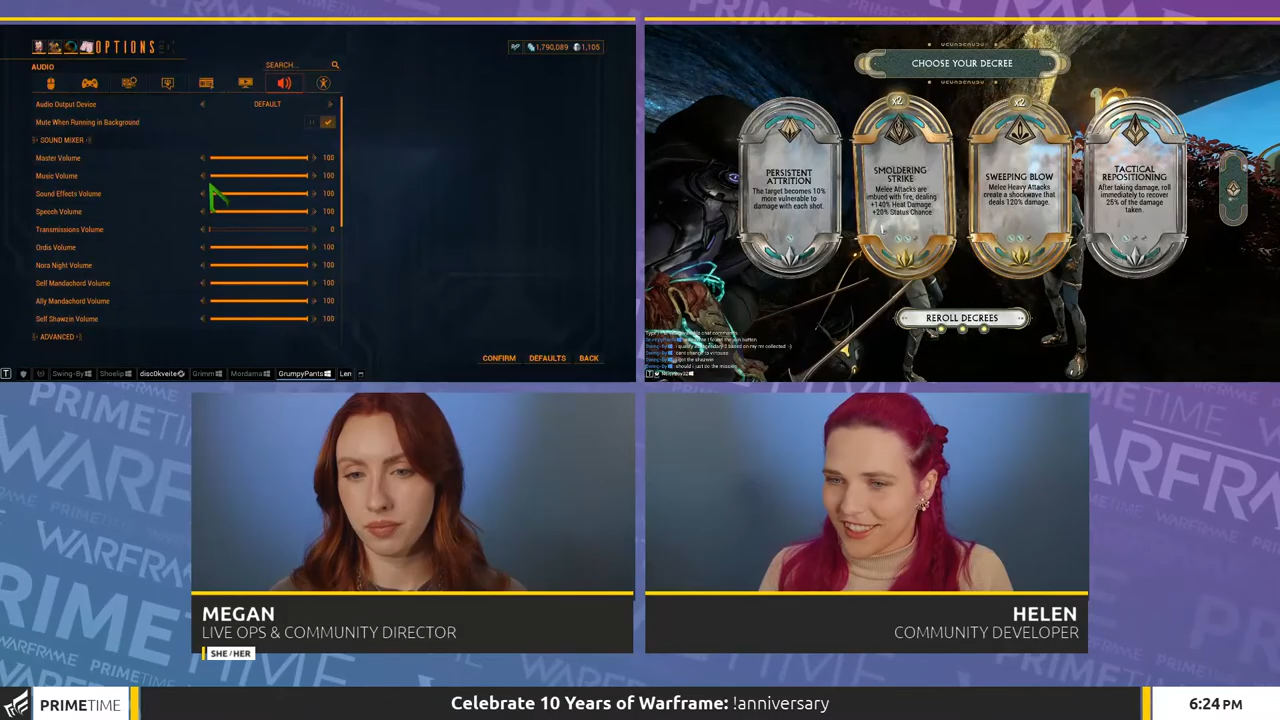 OPTIONS
1,790,089 1,105
AUDIO
SEARCH...
Audio Output Device DEFAULT
Mute When Running in Background
SOUND MIXER
Master Volume 100
Music Volume 100
Sound Effects Volume 100
Speech Volume 100
Transmissions Volume 0
Ordis Volume 100
Nora Night Volume 100
Self Mandachord Volume 100
Ally Mandachord Volume 100
Self Shawzin Volume 100
ADVANCED
CONFIRM DEFAULTS BACK
T Swing-By Shoelip disc0kveite Grimm Mordama GrumpyPants Len
CHOOSE YOUR DECREE
PERSISTENT
ATTRITION
The target becomes 10%
more vulnerable to
damage with each shot.
X2
SMOLDERING
STRIKE
Melee Attacks are
imbued with fire, dealing
+140% Heat Damage
+20% Status Chance
X2
SWEEPING BLOW
Melee Heavy Attacks
create a shockwave that
deals 120% damage.
TACTICAL
REPOSITIONING
After taking damage, roll
immediately to recover
25% of the damage
taken.
REROLL DECREES
MEGAN
LIVE OPS & COMMUNITY DIRECTOR
SHE/HER
HELEN
COMMUNITY DEVELOPER
PRIMETIME
Celebrate 10 Years of Warframe: !anniversary
6:24 PM